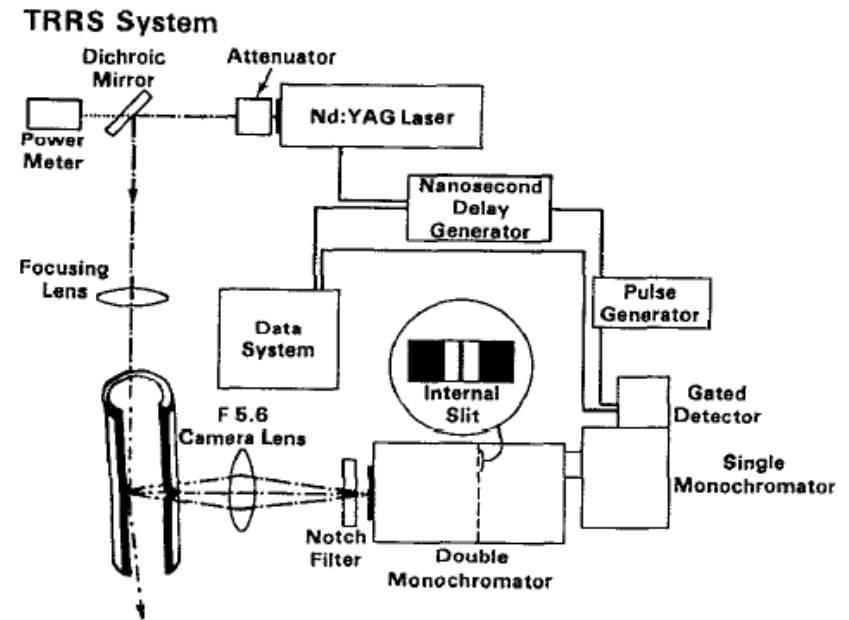 TRRS System
Dichroic
Mirror
Attenuator
Nd:YAG Laser
Power
Meter
Nanosecond
Delay
Generator
Focusing
Lens
Pulse
Generator
Data
System
Internal
Slit
Gated
Detector
F 5.6
Camera Lens
Single
Monochromator
Notch
Filter
Double
Monochromator